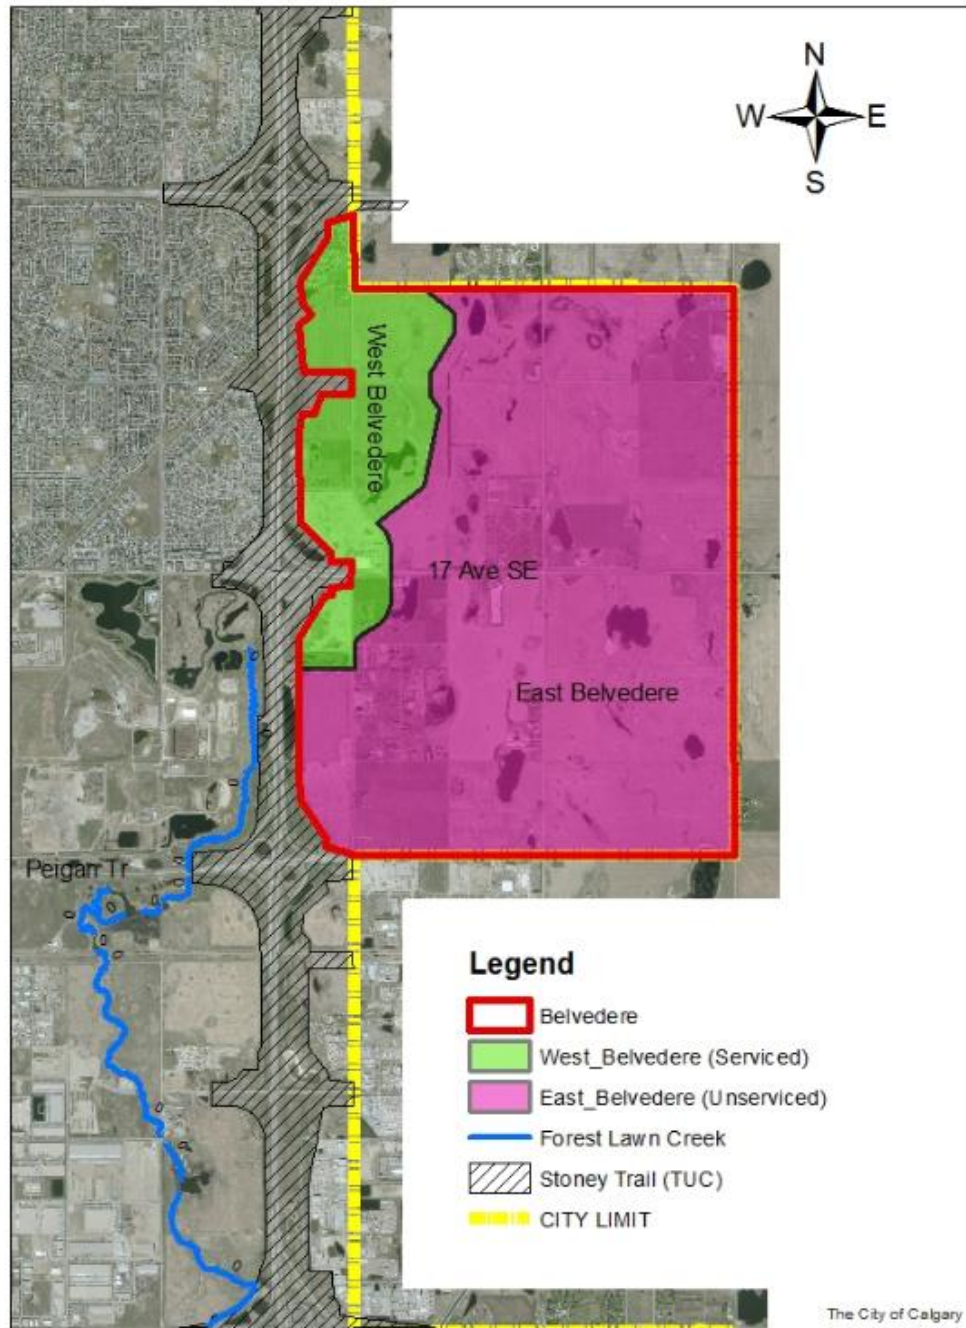 N
W E
S
West Belvedere
17 Ave SE
East Belvedere
Peigan Tr
Legend
Belvedere
West_Belvedere (Serviced)
East_Belvedere (Unserviced)
Forest Lawn Creek
Stoney Trail (TUC)
CITY LIMIT
The City of Calgary